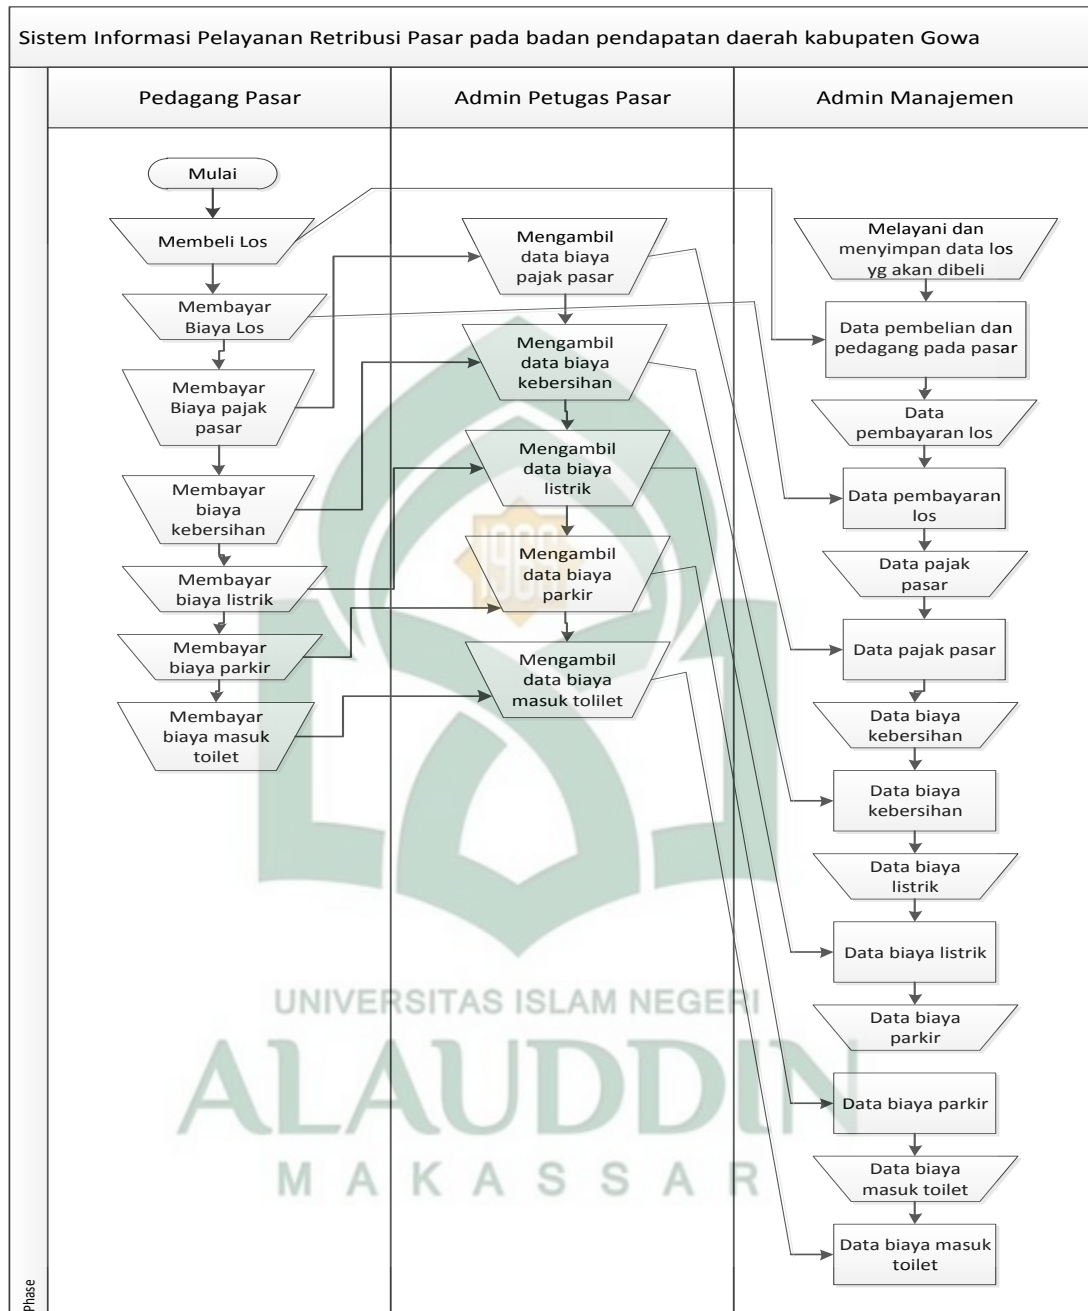 Sistem Informasi Pelayanan Retribusi Pasar pada badan pendapatan daerah kabupaten Gowa
Pedagang Pasar
Admin Petugas Pasar
Admin Manajemen
Mulai
Membeli Los
Membayar
Biaya Los
Membayar
Biaya pajak
pasar
Membayar
biaya
kebersihan
Membayar
biaya listrik
Membayar
biaya parkir
Membayar
biaya masuk
toilet
Mengambil
data biaya
pajak pasar
Mengambil
data biaya
kebersihan
Mengambil
data biaya
listrik
Mengambil
data biaya
parkir
Mengambil
data biaya
masuk tolilet
Melayani dan
menyimpan data los
yg akan dibeli
Data pembelian dan
pedagang pada pasar
Data
pembayaran los
Data pembayaran
los
Data pajak
pasar
Data pajak pasar
Data biaya
kebersihan
Data biaya
kebersihan
Data biaya
listrik
Data biaya listrik
Data biaya
parkir
Data biaya parkir
Data biaya
masuk toilet
Data biaya masuk
toilet
Phase
1965
UNIVERSITAS ISLAM NEGERI
ALAUDDIN
MAKASSAR